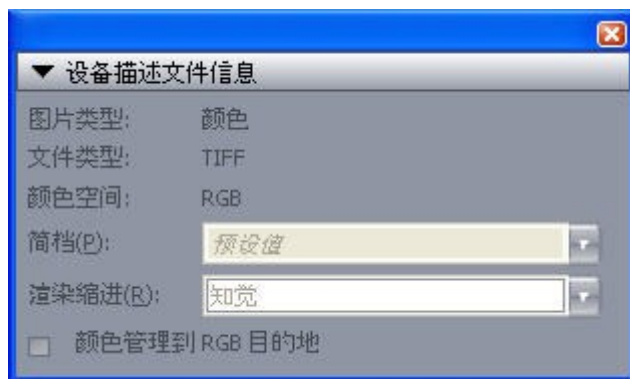 设备描述文件信息
图片类型: 颜色
文件类型: TIFF
颜色空间: RGB
简档(P): 预设值
渲染缩进(R): 知觉
颜色管理到 RGB 目的地